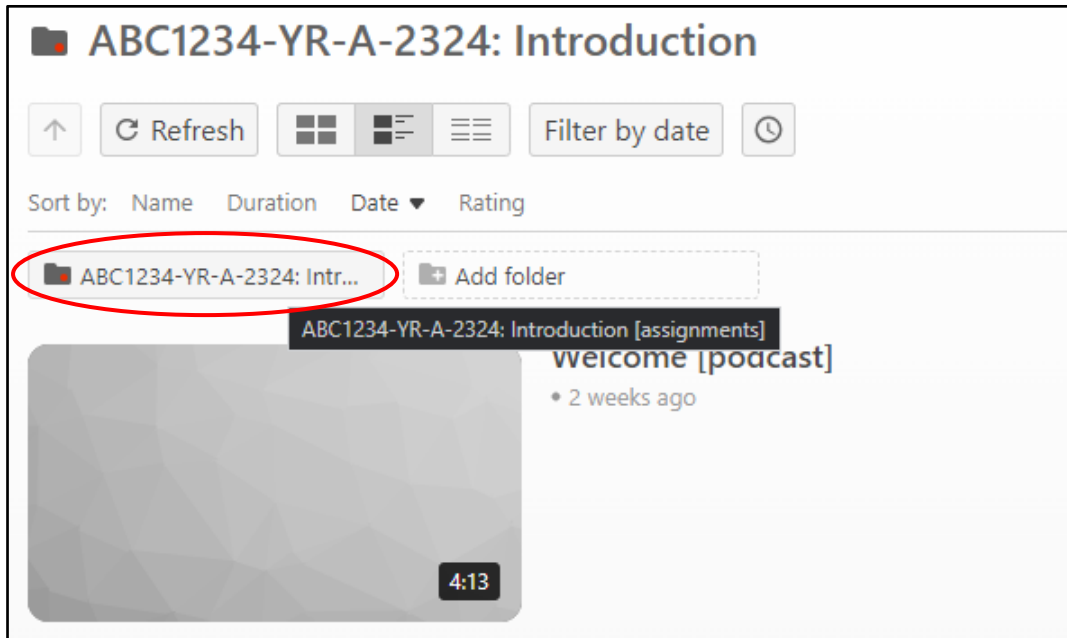 ABC1234-YR-A-2324: Introduction
Refresh Filter by date
Sort by: Name Duration Date Rating
ABC1234-YR-A-2324: Intr... Add folder
ABC1234-YR-A-2324: Introduction [assignments]
Welcome [podcast]
• 2 weeks ago
4:13